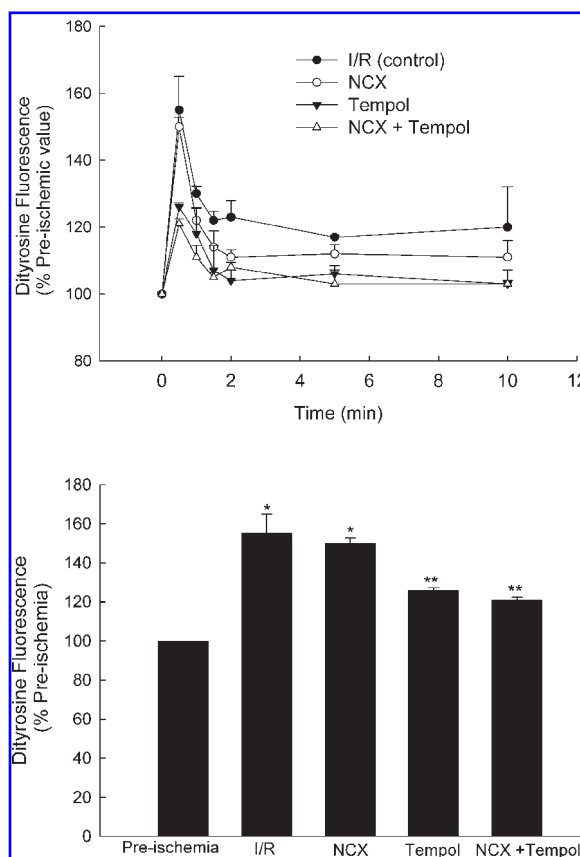 Dityrosine Fluorescence
(% Pre-ischemic value)
180
160
140
120
100
80
I/R (control)
NCX
Tempol
NCX + Tempol
0 2 4 6 8 10 12
Time (min)
Dityrosine Fluorescence
(% Pre-ischemia)
180
160
140
120
100
80
60
40
20
0
* * ** **
Pre-ischemia I/R NCX Tempol NCX +Tempol